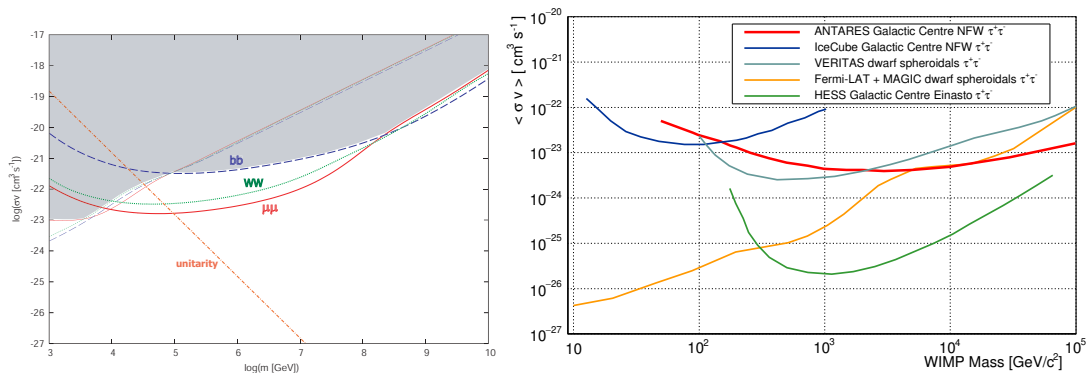 -17
-18
-19
-20
-21
-22
-23
-24
-25
-26
-27
log(σv [cm³ s⁻¹])
bb
WW
μμ
unitarity
3 4 5 6 7 8 9 10
log(m [GeV])
10⁻²⁰
10⁻²¹
10⁻²²
10⁻²³
10⁻²⁴
10⁻²⁵
10⁻²⁶
10⁻²⁷
< σ v > [ cm³ s⁻¹]
ANTARES Galactic Centre NFW τ⁺τ⁻
IceCube Galactic Centre NFW τ⁺τ⁻
VERITAS dwarf spheroidals τ⁺τ⁻
Fermi-LAT + MAGIC dwarf spheroidals τ⁺τ⁻
HESS Galactic Centre Einasto τ⁺τ⁻
10 10² 10³ 10⁴ 10⁵
WIMP Mass [GeV/c²]